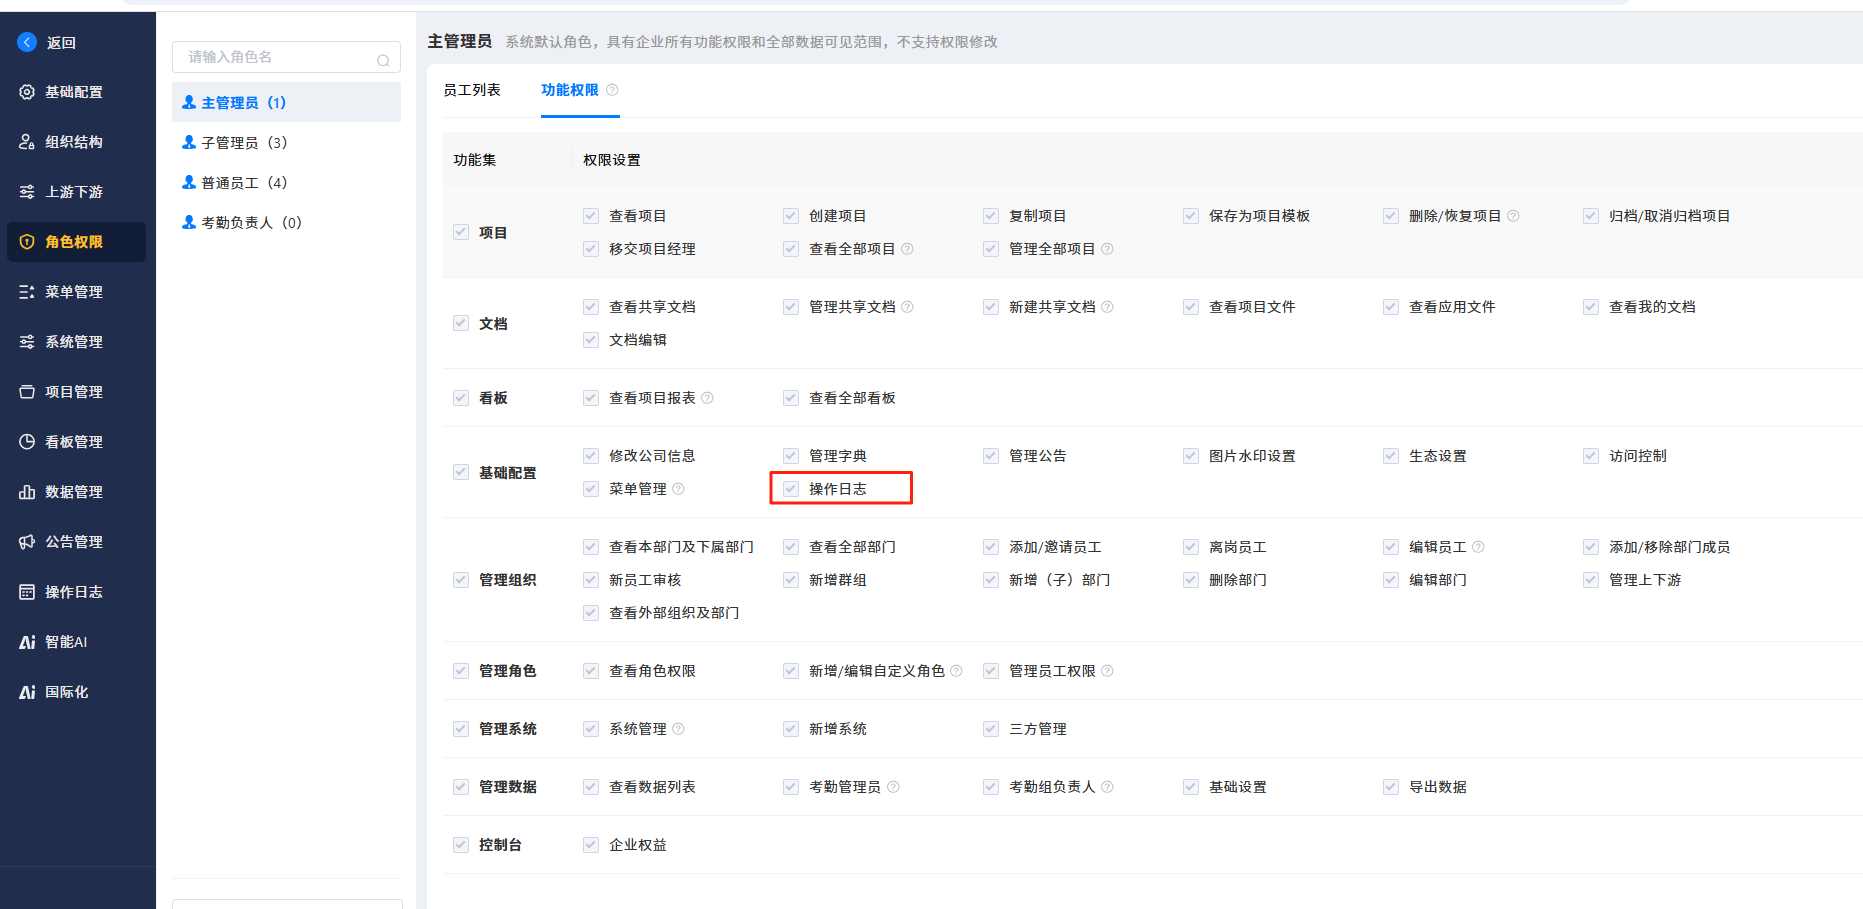 返回
基础配置
组织结构
上游下游
角色权限
菜单管理
系统管理
项目管理
看板管理
数据管理
公告管理
操作日志
智能AI
国际化
请输入角色名
主管理员（1）
子管理员（3）
普通员工（4）
考勤负责人（0）
主管理员 系统默认角色，具有企业所有功能权限和全部数据可见范围，不支持权限修改
员工列表 功能权限
功能集 权限设置
项目
查看项目 创建项目 复制项目 保存为项目模板 删除/恢复项目 归档/取消归档项目
移交项目经理 查看全部项目 管理全部项目
文档
查看共享文档 管理共享文档 新建共享文档 查看项目文件 查看应用文件 查看我的文档
文档编辑
看板 查看项目报表 查看全部看板
基础配置
修改公司信息 管理字典 管理公告 图片水印设置 生态设置 访问控制
菜单管理 操作日志
管理组织
查看本部门及下属部门 查看全部部门 添加/邀请员工 离岗员工 编辑员工 添加/移除部门成员
新员工审核 新增群组 新增（子）部门 删除部门 编辑部门 管理上下游
查看外部组织及部门
管理角色 查看角色权限 新增/编辑自定义角色 管理员工权限
管理系统 系统管理 新增系统 三方管理
管理数据 查看数据列表 考勤管理员 考勤组负责人 基础设置 导出数据
控制台 企业权益